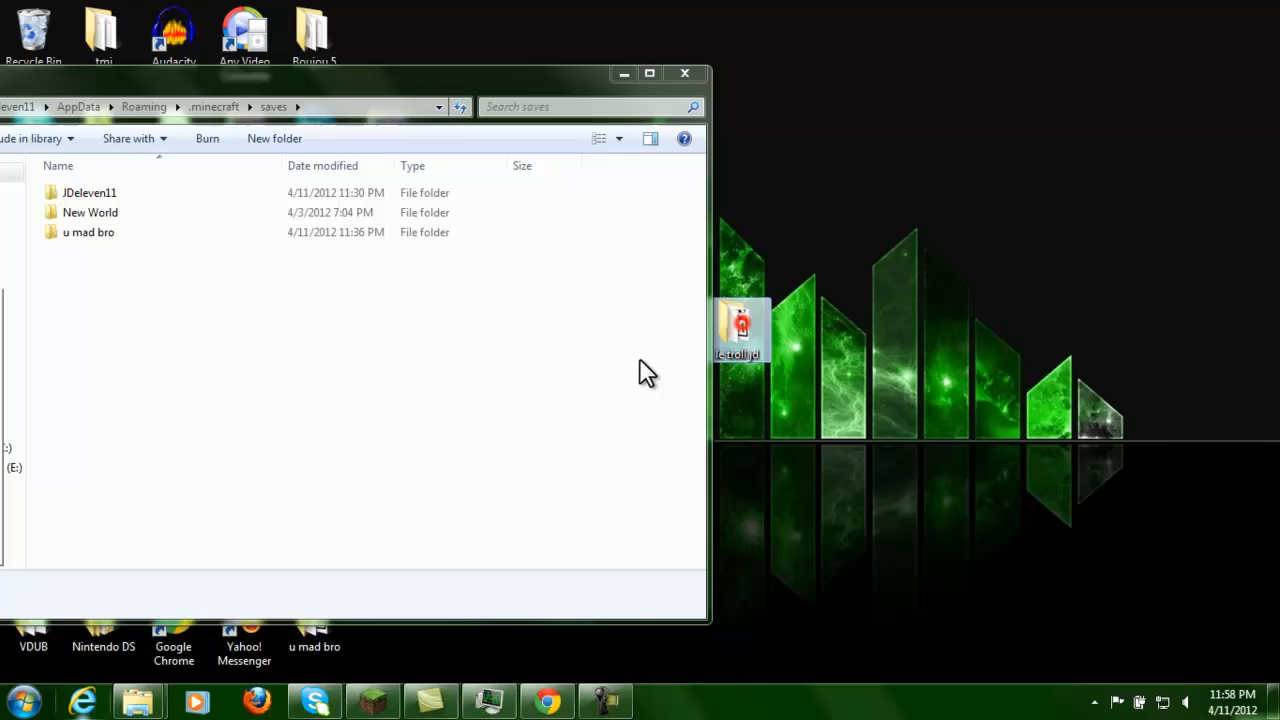 Recycle Bin
tmi
Audacity
Any Video
Boujou 5
leven11 AppData Roaming .minecraft saves
Search saves
ude in library Share with Burn New folder
Name Date modified Type Size
JDeleven11 4/11/2012 11:30 PM File folder
New World 4/3/2012 7:04 PM File folder
u mad bro 4/11/2012 11:36 PM File folder
le trolljd
:)
(E:)
VDUB
Nintendo DS
Google Chrome
Yahoo! Messenger
u mad bro
11:58 PM
4/11/2012